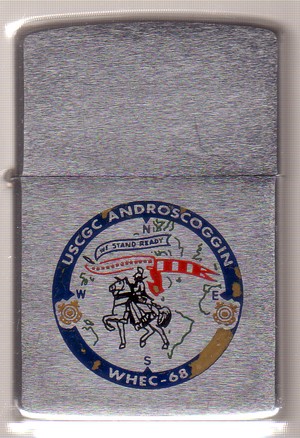 USCGC ANDROSCOGGIN
N
WE STAND READY
W
E
S
WHEC-68